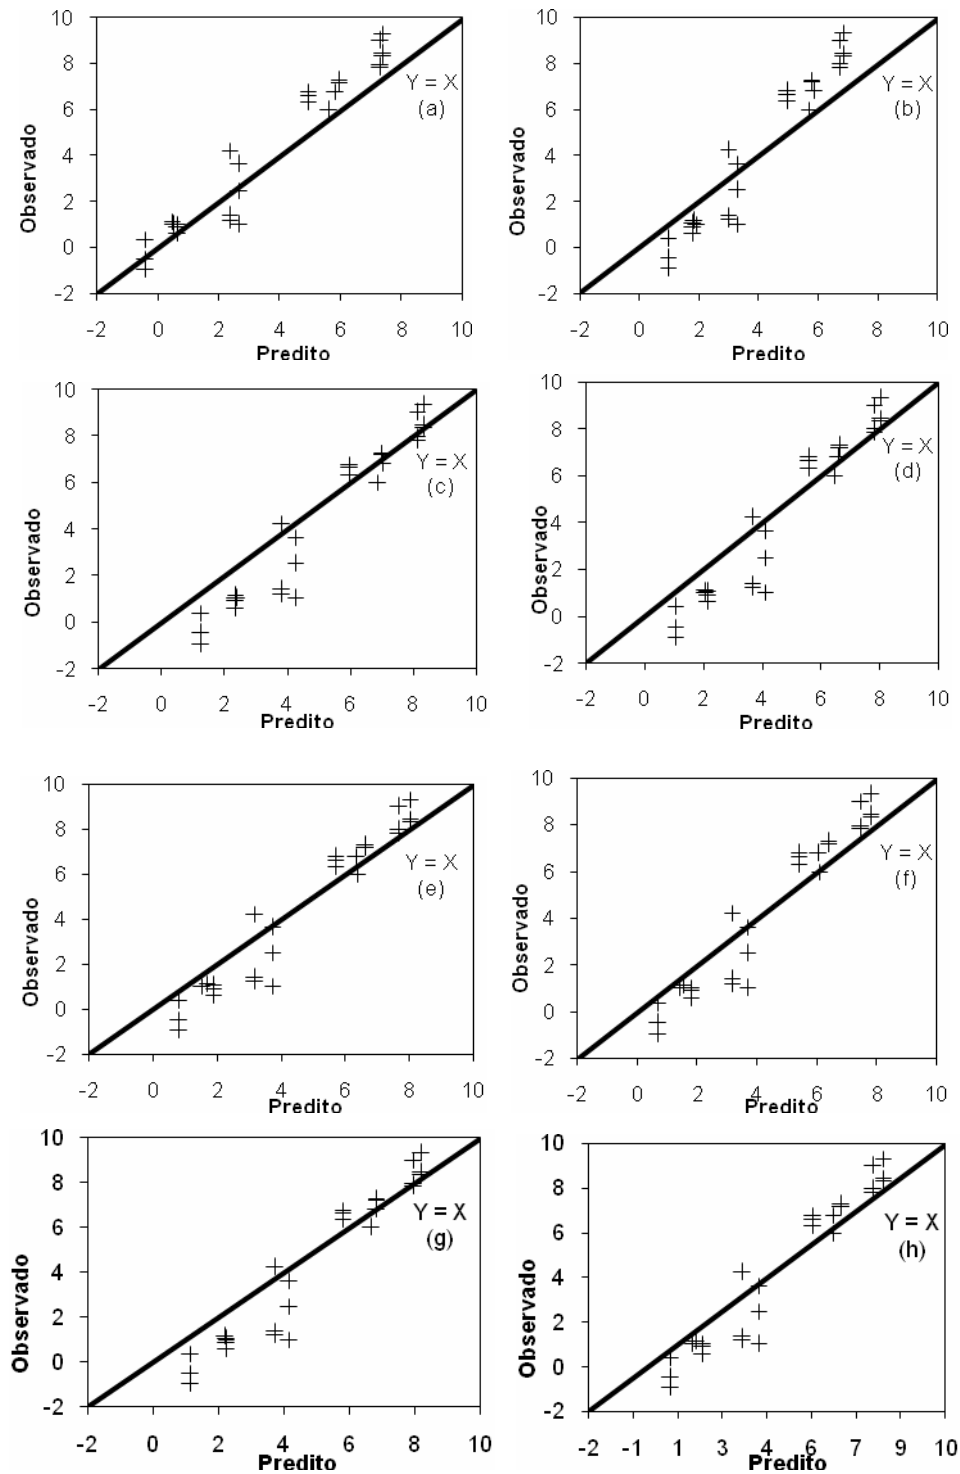 10
8
6
4
2
0
-2
Observado
Y = X
(a)
-2 0 2 4 6 8 10
Predito
10
8
6
4
2
0
-2
Observado
Y = X
(b)
-2 0 2 4 6 8 10
Predito
10
8
6
4
2
0
-2
Observado
Y = X
(c)
-2 0 2 4 6 8 10
Predito
10
8
6
4
2
0
-2
Observado
Y = X
(d)
-2 0 2 4 6 8 10
Predito
10
8
6
4
2
0
-2
Observado
Y = X
(e)
-2 0 2 4 6 8 10
Predito
10
8
6
4
2
0
-2
Observado
Y = X
(f)
-2 0 2 4 6 8 10
Predito
10
8
6
4
2
0
-2
Observado
Y = X
(g)
-2 0 2 4 6 8 10
Predito
10
8
6
4
2
0
-2
Observado
Y = X
(h)
-2 -1 1 3 4 6 7 9 10
Predito